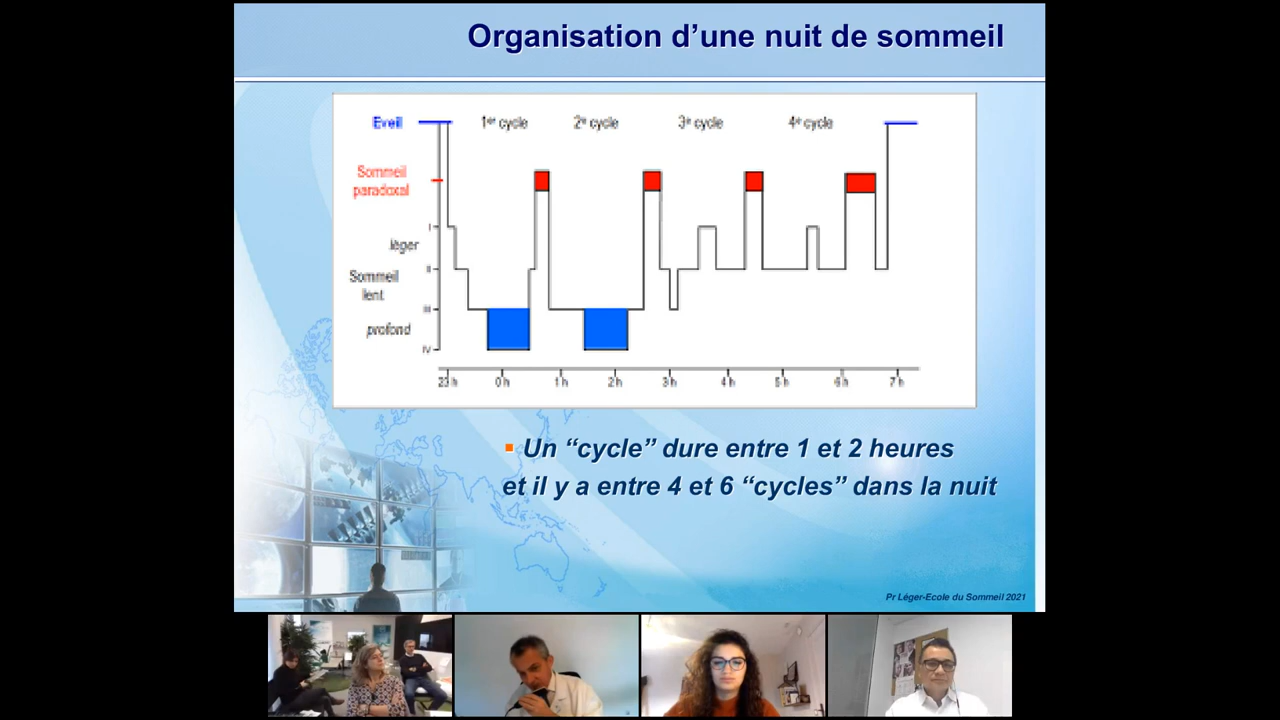 Organisation d’une nuit de sommeil
Eveil
1er cycle
2e cycle
3e cycle
4e cycle
Sommeil
paradoxal
I
léger
II
Sommeil
lent
III
profond
IV
23 h
0 h
1 h
2 h
3 h
4 h
5 h
6 h
7 h
Un “cycle” dure entre 1 et 2 heures
et il y a entre 4 et 6 “cycles” dans la nuit
Pr Léger-Ecole du Sommeil 2021